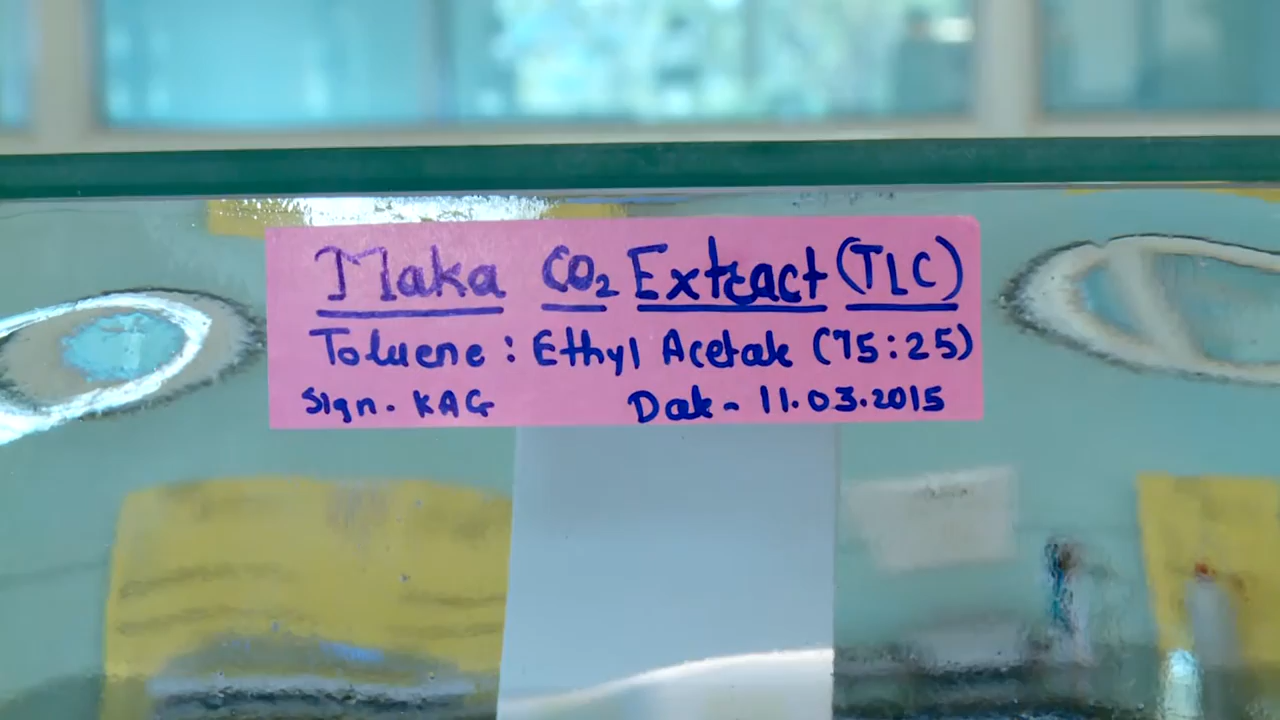 Maka CO₂ Extract (TLC)
Toluene : Ethyl Acetate (75:25)
Sign. KAG Date - 11.03.2015